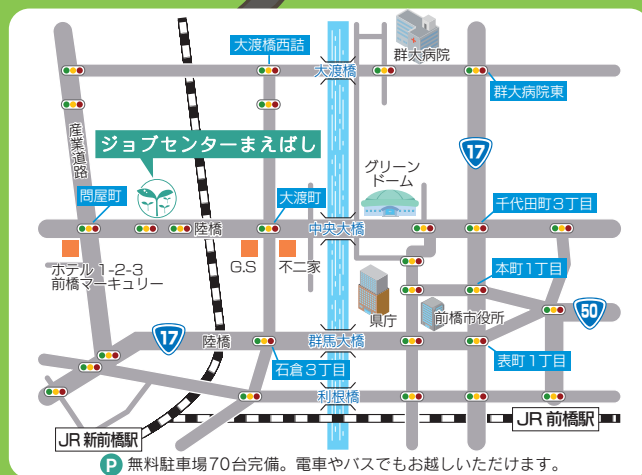 大渡橋西詰
群大病院
大渡橋
群大病院東
産業道路
ジョブセンターまえばし
17
グリーン
ドーム
問屋町
大渡町
千代田町3丁目
陸橋
中央大橋
ホテル1-2-3
前橋マーキュリー
G.S
不二家
本町1丁目
県庁
前橋市役所
50
17
陸橋
群馬大橋
石倉3丁目
表町1丁目
利根橋
JR 新前橋駅
JR 前橋駅
P 無料駐車場70台完備。電車やバスでもお越しいただけます。